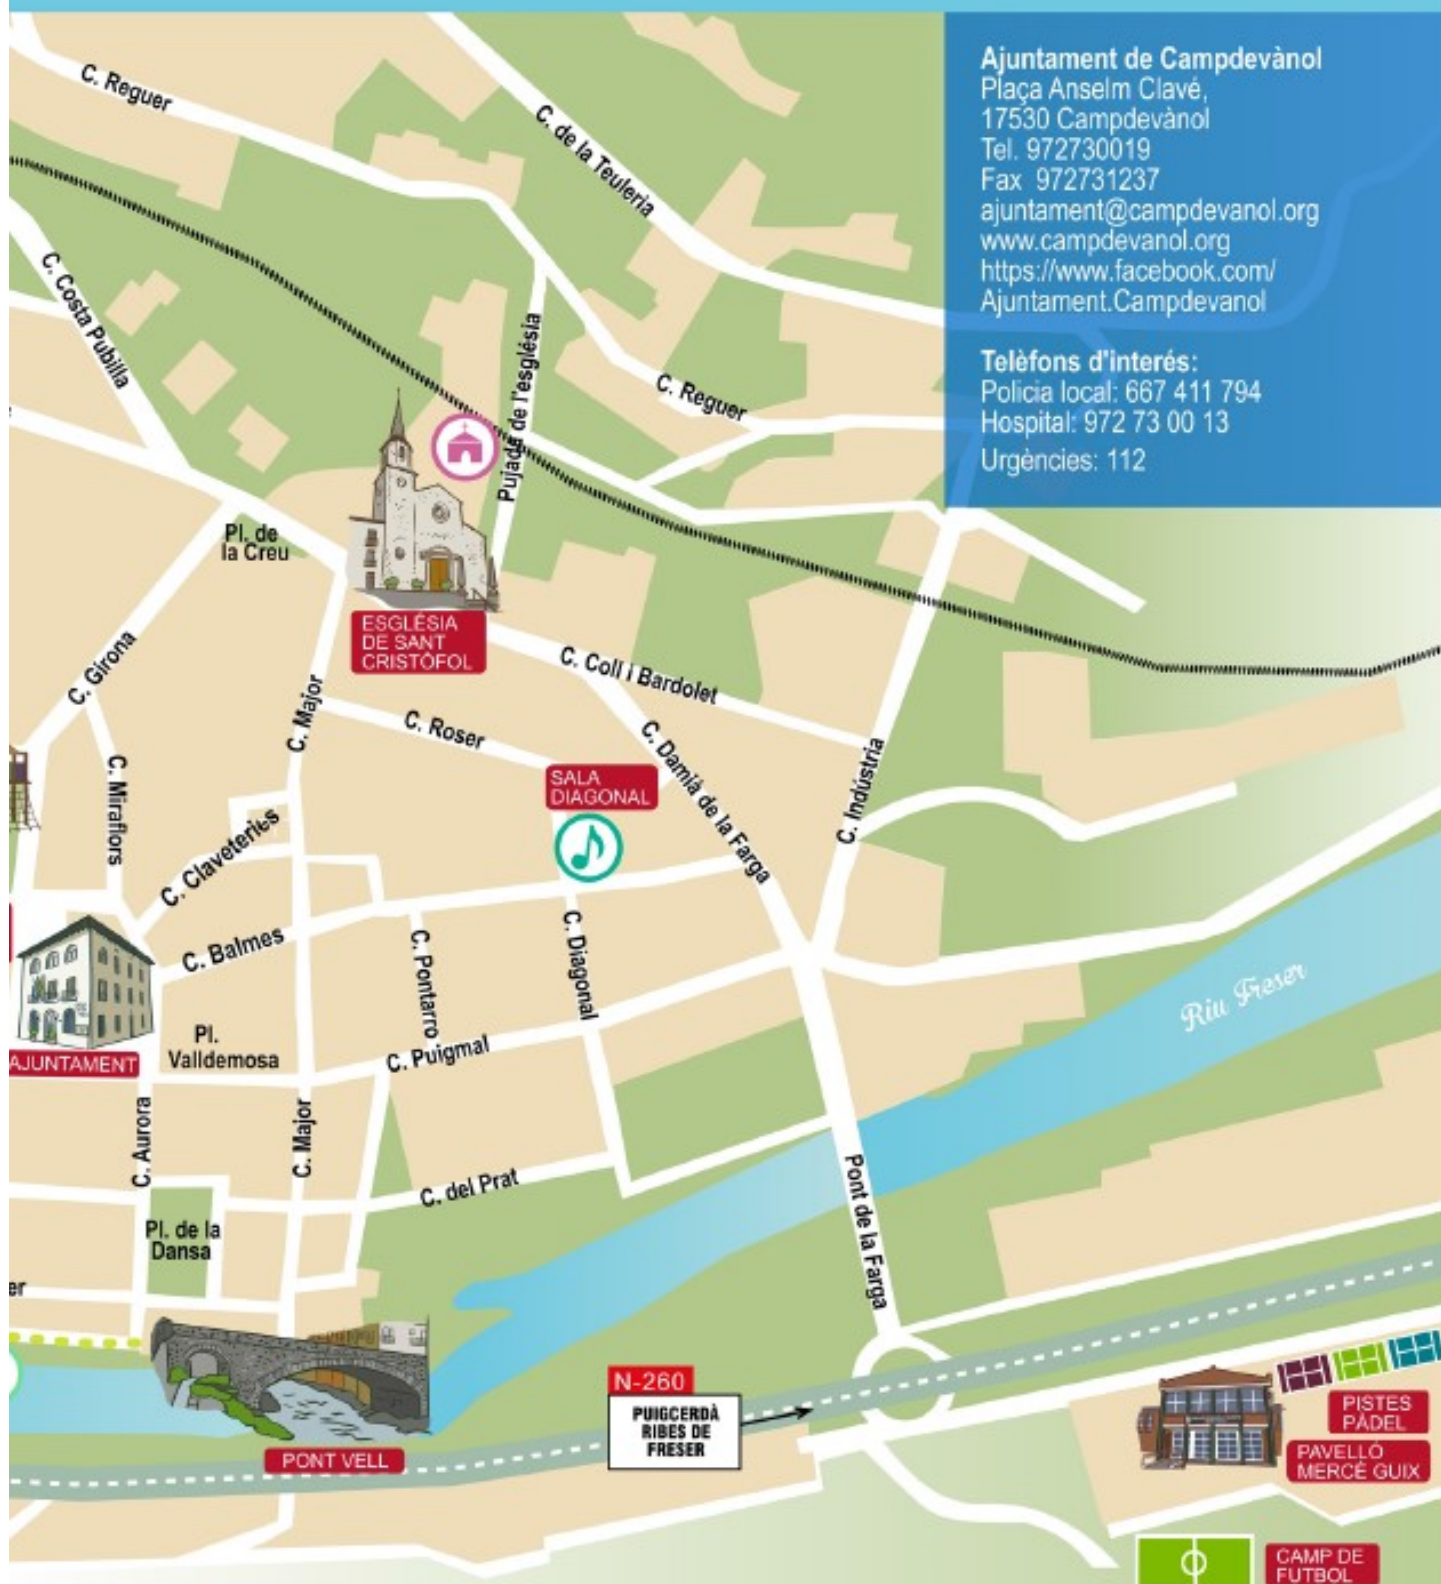 Ajuntament de Campdevànol
Plaça Anselm Clavé,
17530 Campdevànol
Tel. 972730019
Fax 972731237
ajuntament@campdevanol.org
www.campdevanol.org
https://www.facebook.com/
Ajuntament.Campdevanol
Telèfons d'interés:
Policia local: 667 411 794
Hospital: 972 73 00 13
Urgències: 112
C. Reguer
C. de la Teuleria
C. Costa Pubilla
Pujada de l'església
C. Reguer
Pl. de
la Creu
ESGLÉSIA
DE SANT
CRISTÒFOL
C. Girona
C. Major
C. Coll i Bardolet
C. Roser
C. Damià de la Farga
C. Indústria
C. Miraflors
SALA
DIAGONAL
C. Claveteries
C. Balmes
C. Pontarro
C. Diagonal
Riu Freser
Pl.
Valldemosa
C. Puigmal
AJUNTAMENT
C. Aurora
C. Major
C. del Prat
Pont de la Farga
Pl. de la
Dansa
er
N-260
PUIGCERDÀ
RIBES DE
FRESER
PONT VELL
PISTES
PÀDEL
PAVELLÓ
MERCÈ GUIX
CAMP DE
FUTBOL